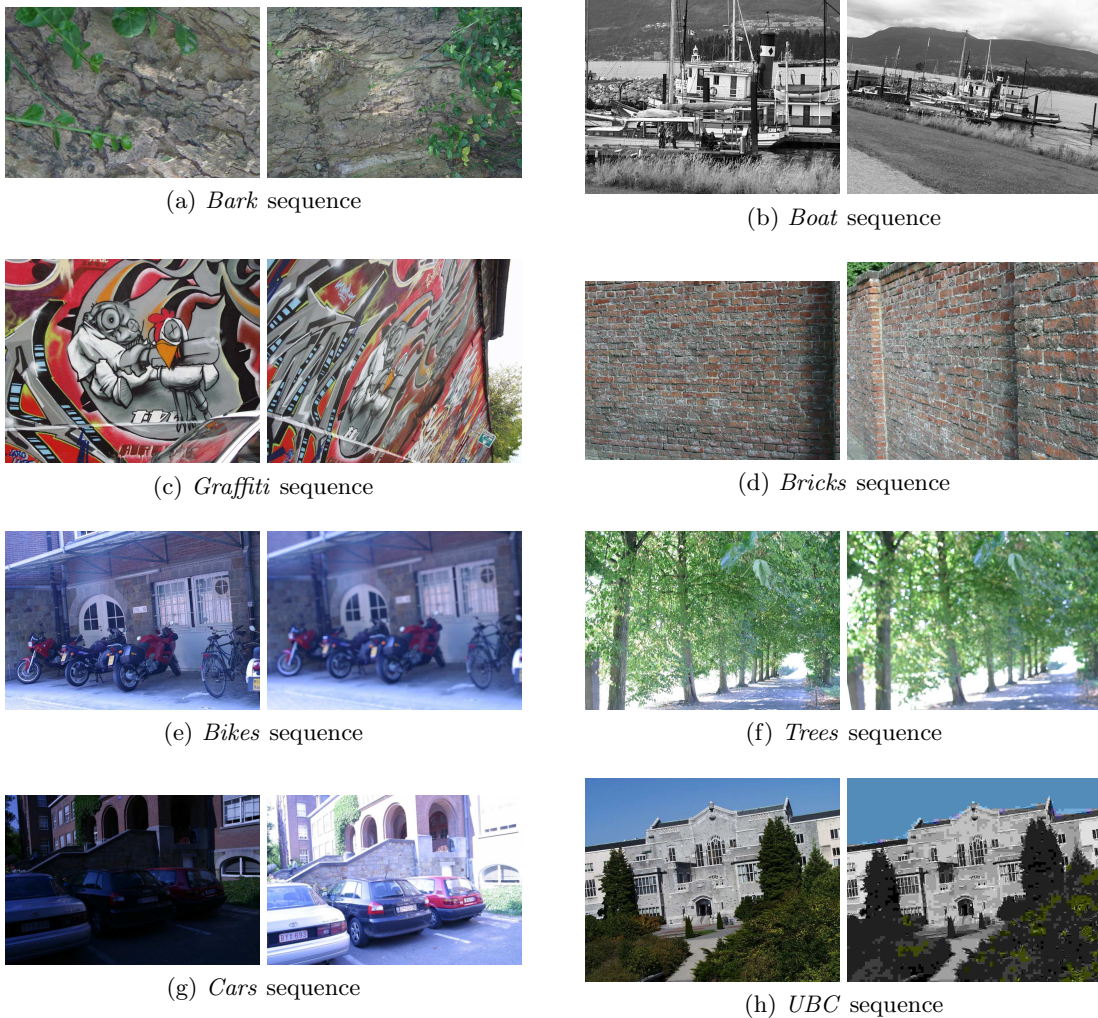 (a) Bark sequence
(b) Boat sequence
(c) Graffiti sequence
(d) Bricks sequence
(e) Bikes sequence
(f) Trees sequence
(g) Cars sequence
(h) UBC sequence